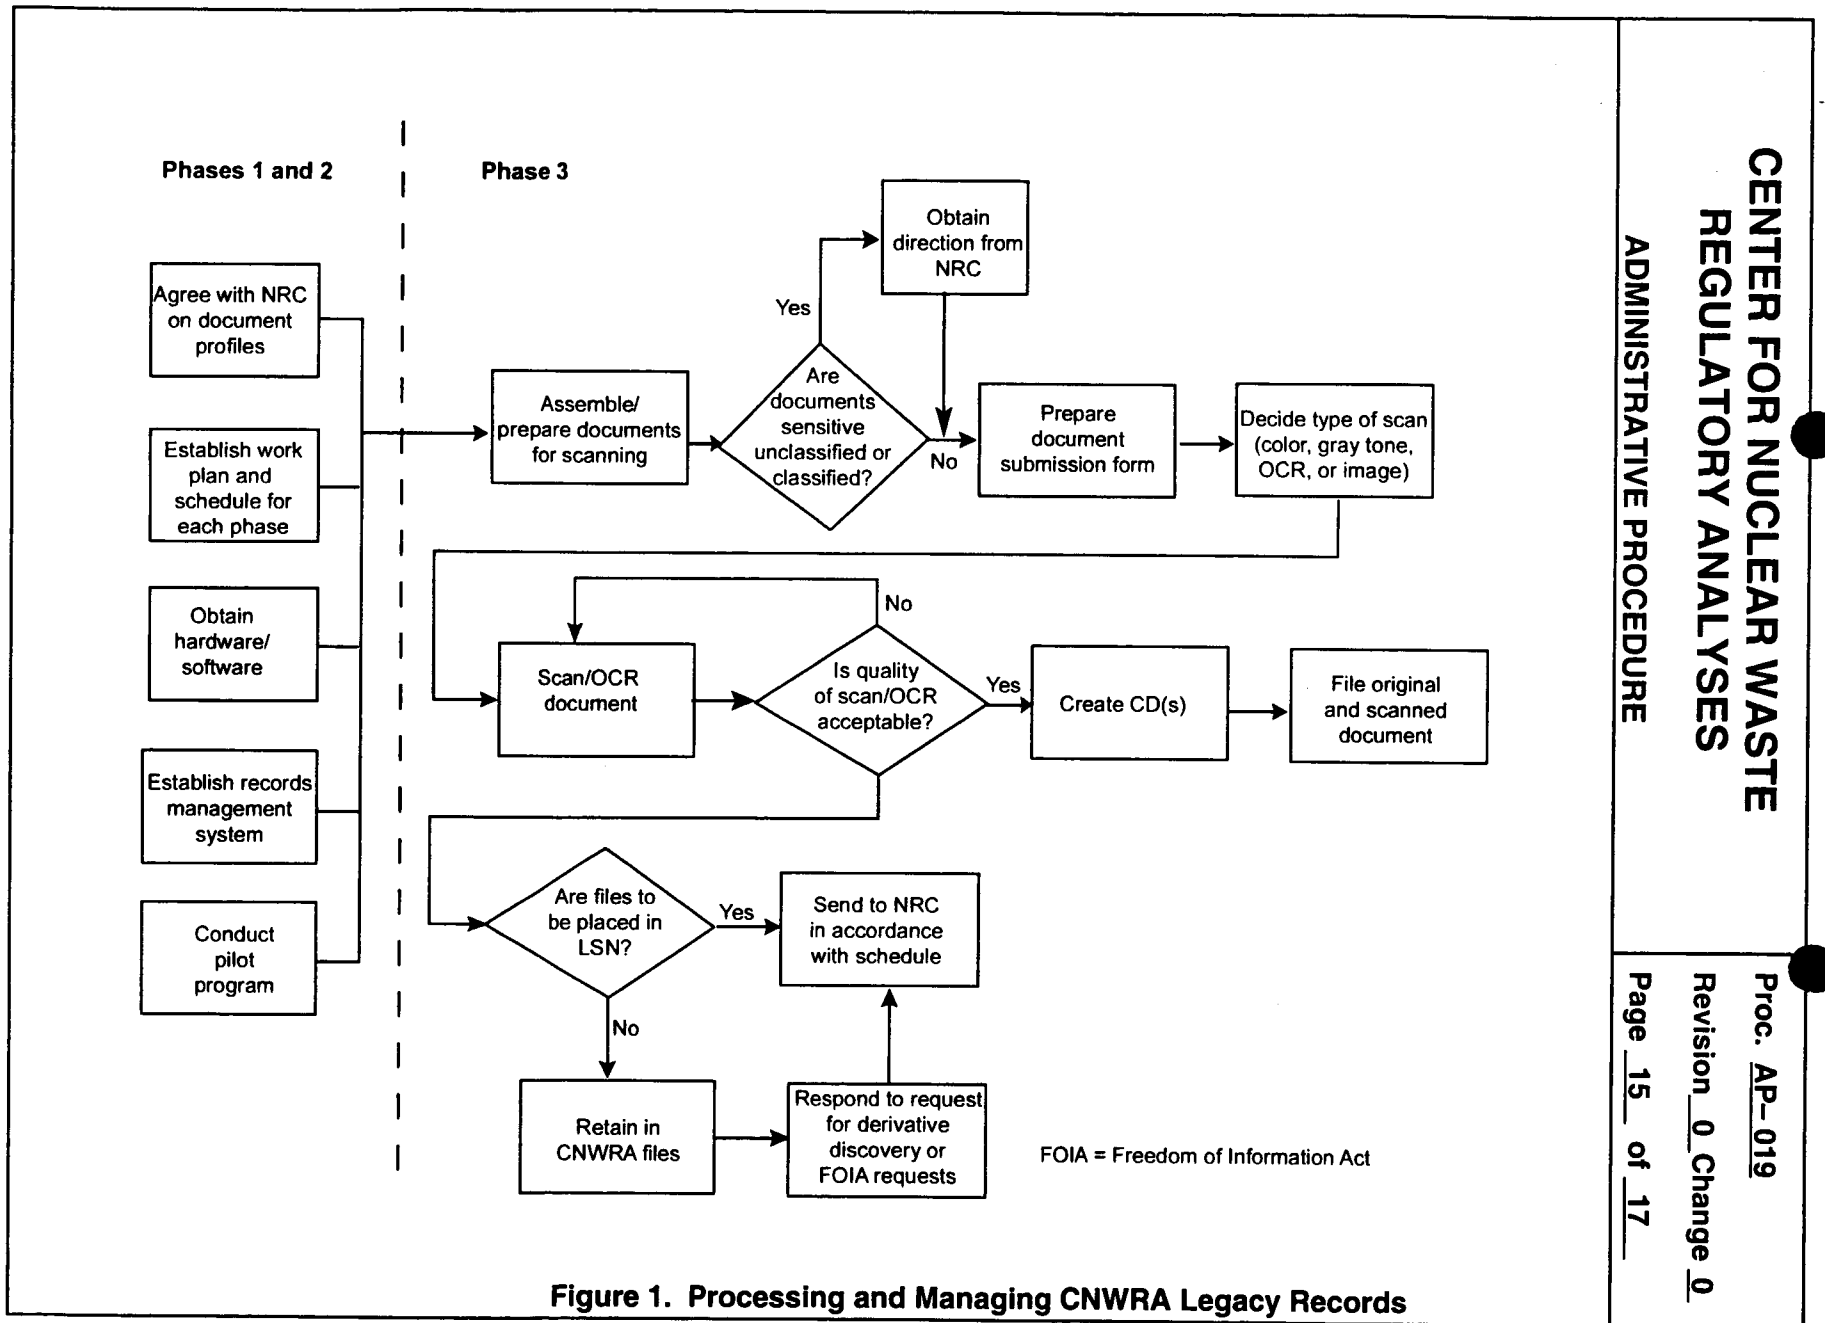 CENTER FOR NUCLEAR WASTE
REGULATORY ANALYSES
ADMINISTRATIVE PROCEDURE
Proc. AP-019
Revision 0 Change 0
Page 15 of 17
Phases 1 and 2
Agree with NRC
on document
profiles
Establish work
plan and
schedule for
each phase
Obtain
hardware/
software
Establish records
management
system
Conduct
pilot
program
Phase 3
Assemble/
prepare documents
for scanning
Are
documents
sensitive
unclassified or
classified?
Yes
Obtain
direction from
NRC
No
Prepare
document
submission form
Decide type of scan
(color, gray tone,
OCR, or image)
Scan/OCR
document
No
Is quality
of scan/OCR
acceptable?
Yes
Create CD(s)
File original
and scanned
document
Are files to
be placed in
LSN?
Yes
Send to NRC
in accordance
with schedule
No
Retain in
CNWRA files
Respond to request
for derivative
discovery or
FOIA requests
FOIA = Freedom of Information Act
Figure 1. Processing and Managing CNWRA Legacy Records